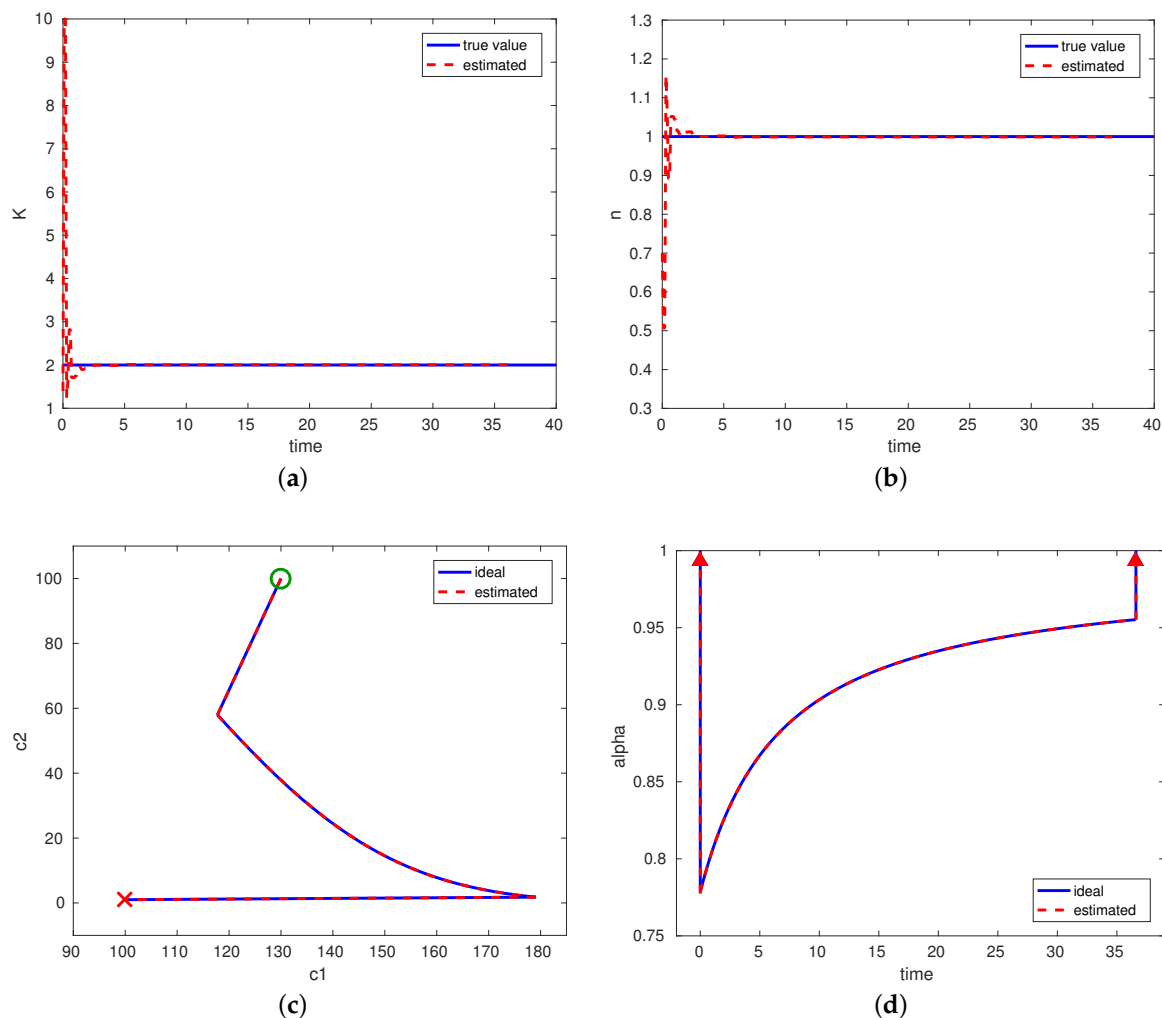 10
9
8
7
6
5
4
3
2
1
K
true value
estimated
0 5 10 15 20 25 30 35 40
time
(a)
1.3
1.2
1.1
1
0.9
0.8
0.7
0.6
0.5
0.4
0.3
n
true value
estimated
0 5 10 15 20 25 30 35 40
time
(b)
100
80
60
40
20
0
c2
ideal
estimated
90 100 110 120 130 140 150 160 170 180
c1
(c)
1
0.95
0.9
0.85
0.8
0.75
alpha
ideal
estimated
0 5 10 15 20 25 30 35
time
(d)